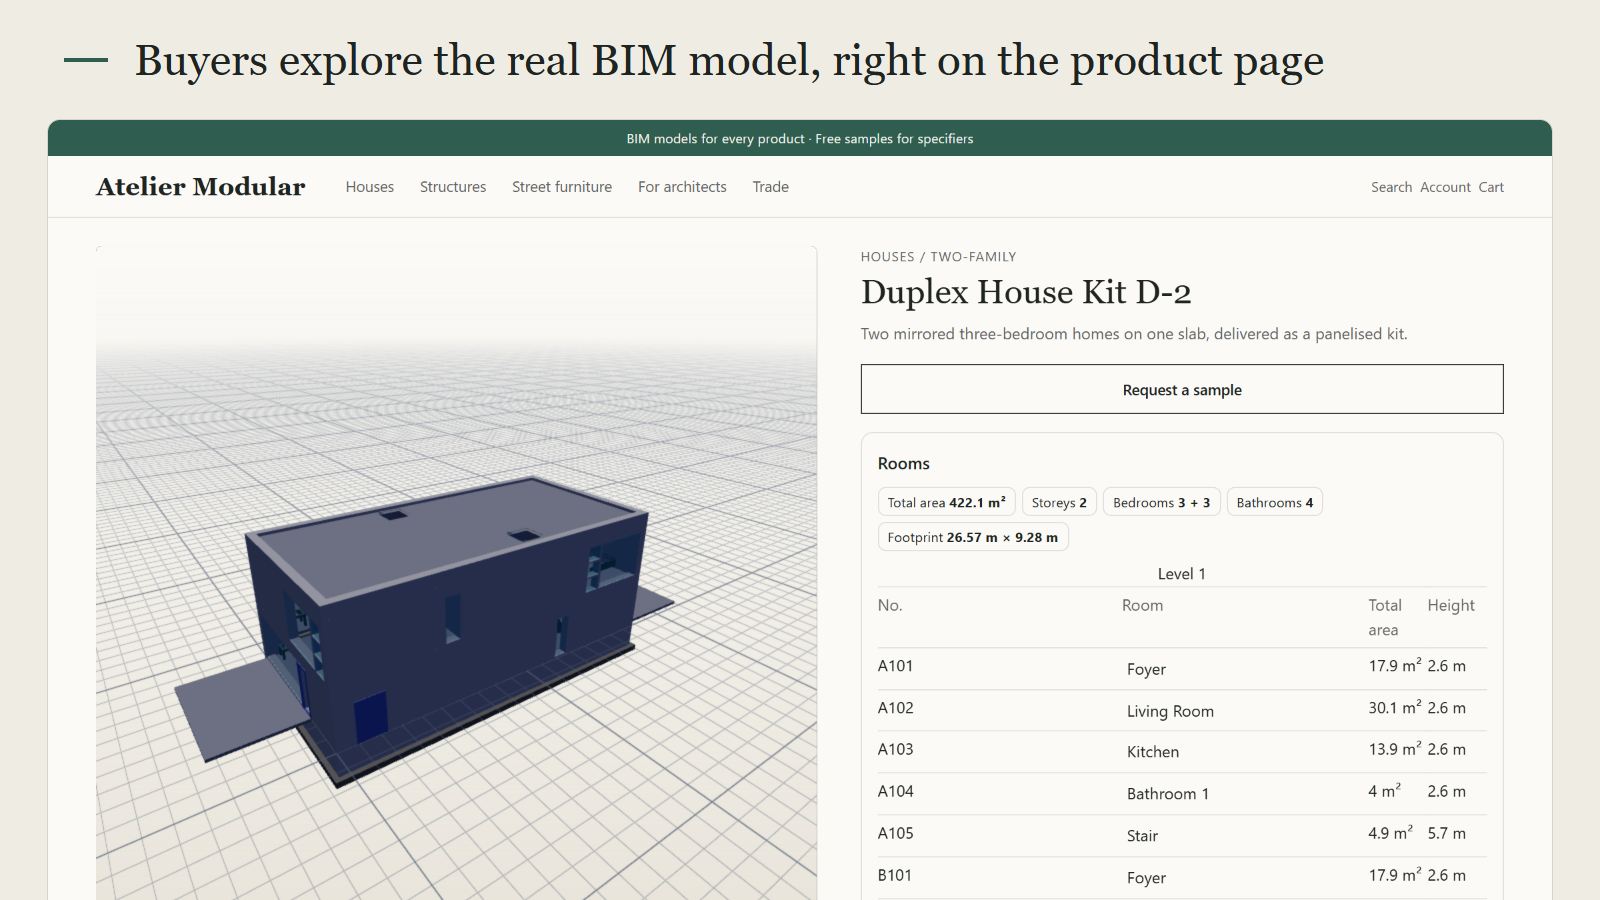 Buyers explore the real BIM model, right on the product page
BIM models for every product · Free samples for specifiers
Atelier Modular
Houses
Structures
Street furniture
For architects
Trade
Search
Account
Cart
HOUSES / TWO-FAMILY
Duplex House Kit D-2
Two mirrored three-bedroom homes on one slab, delivered as a panelised kit.
Request a sample
Rooms
Total area 422.1 m²
Storeys 2
Bedrooms 3 + 3
Bathrooms 4
Footprint 26.57 m × 9.28 m
Level 1
No. Room Total area Height
A101 Foyer 17.9 m² 2.6 m
A102 Living Room 30.1 m² 2.6 m
A103 Kitchen 13.9 m² 2.6 m
A104 Bathroom 1 4 m² 2.6 m
A105 Stair 4.9 m² 5.7 m
B101 Foyer 17.9 m² 2.6 m